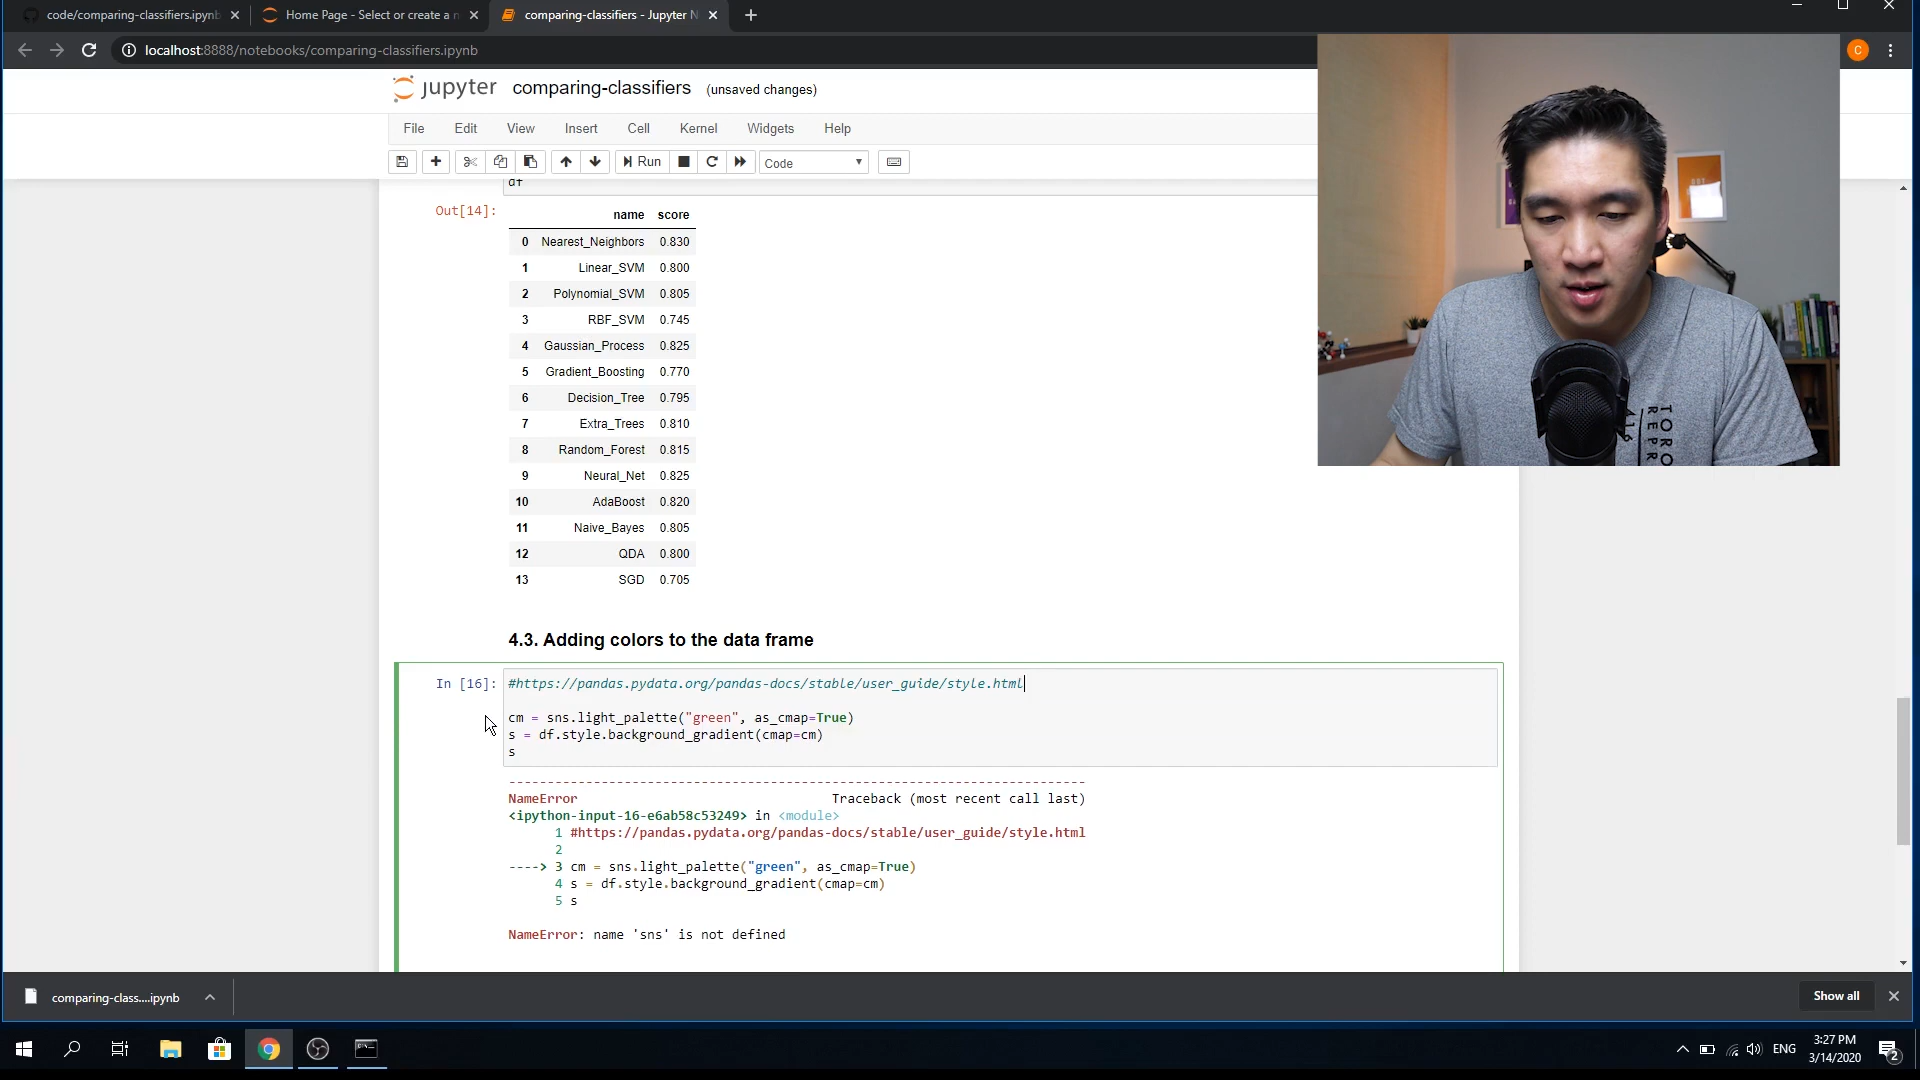 code/comparing-classifiers.ipynb
Home Page - Select or create a n
comparing-classifiers - Jupyter N
localhost:8888/notebooks/comparing-classifiers.ipynb
C
jupyter comparing-classifiers (unsaved changes)
File Edit View Insert Cell Kernel Widgets Help
Run Code
df
Out[14]:
name score
0 Nearest_Neighbors 0.830
1 Linear_SVM 0.800
2 Polynomial_SVM 0.805
3 RBF_SVM 0.745
4 Gaussian_Process 0.825
5 Gradient_Boosting 0.770
6 Decision_Tree 0.795
7 Extra_Trees 0.810
8 Random_Forest 0.815
9 Neural_Net 0.825
10 AdaBoost 0.820
11 Naive_Bayes 0.805
12 QDA 0.800
13 SGD 0.705
4.3. Adding colors to the data frame
In [16]: #https://pandas.pydata.org/pandas-docs/stable/user_guide/style.html
cm = sns.light_palette("green", as_cmap=True)
s = df.style.background_gradient(cmap=cm)
s
---------------------------------------------------------------------------
NameError Traceback (most recent call last)
<ipython-input-16-e6ab58c53249> in <module>
1 #https://pandas.pydata.org/pandas-docs/stable/user_guide/style.html
2
----> 3 cm = sns.light_palette("green", as_cmap=True)
4 s = df.style.background_gradient(cmap=cm)
5 s
NameError: name 'sns' is not defined
comparing-class....ipynb
Show all
ENG
3:27 PM
3/14/2020
2